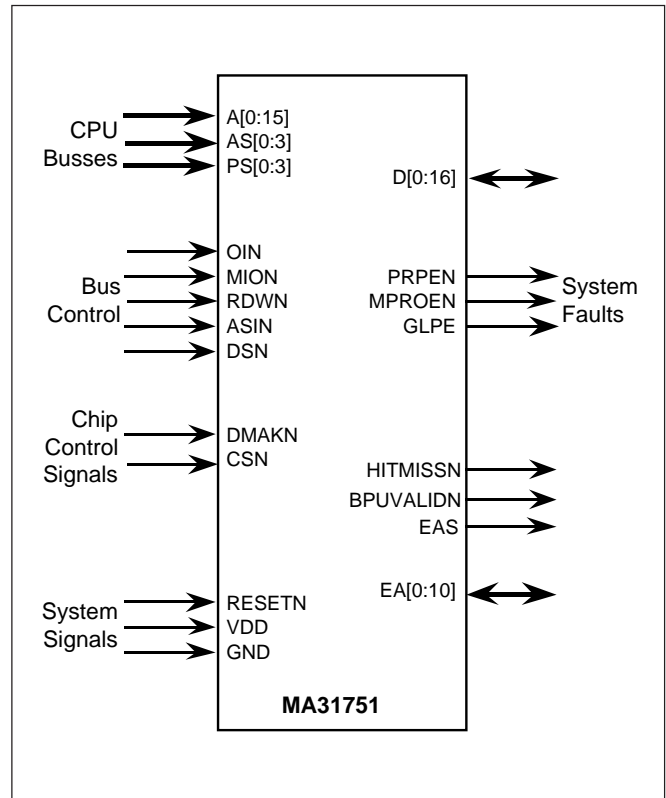 CPU
Busses
A[0:15]
AS[0:3]
PS[0:3]
D[0:16]
Bus
Control
OIN
MION
RDWN
ASIN
DSN
PRPEN
MPROEN
GLPE
System
Faults
Chip
Control
Signals
DMAKN
CSN
HITMISSN
BPUVALIDN
EAS
EA[0:10]
System
Signals
RESETN
VDD
GND
MA31751